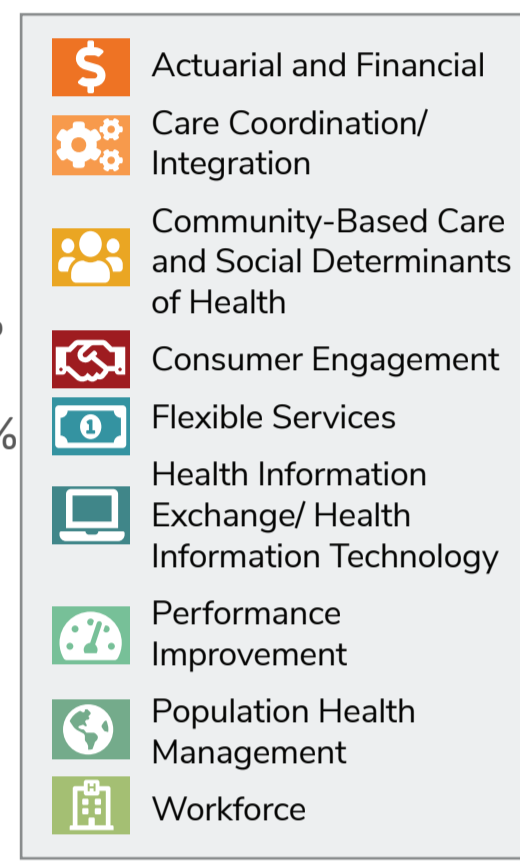 $
Actuarial and Financial
Care Coordination/
Integration
Community-Based Care
and Social Determinants
of Health
Consumer Engagement
%
1
Flexible Services
Health Information
Exchange/ Health
Information Technology
Performance
Improvement
Population Health
Management
H
Workforce